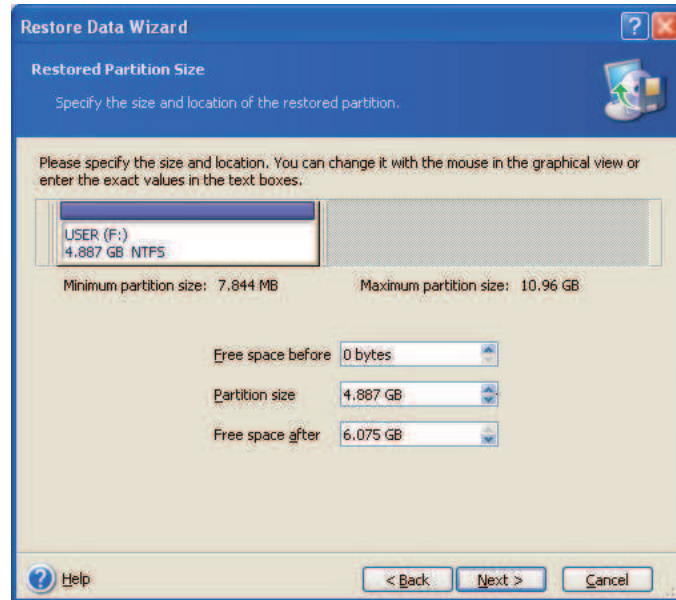 Restore Data Wizard
?
Restored Partition Size
Specify the size and location of the restored partition.
Please specify the size and location. You can change it with the mouse in the graphical view or
enter the exact values in the text boxes.
USER (F:)
4.887 GB NTFS
Minimum partition size: 7.844 MB Maximum partition size: 10.96 GB
Free space before 0 bytes
Partition size 4.887 GB
Free space after 6.075 GB
? Help < Back Next > Cancel